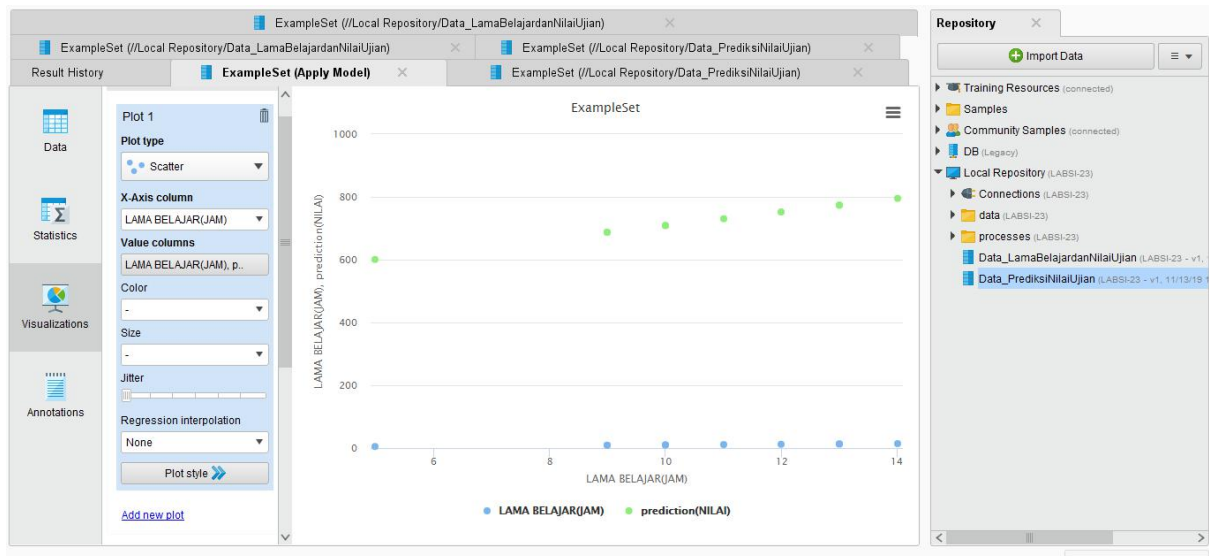 ExampleSet (//Local Repository/Data_LamaBelajardanNilaiUjian)
ExampleSet (//Local Repository/Data_LamaBelajardanNilaiUjian)
ExampleSet (//Local Repository/Data_PrediksiNilaiUjian)
Result History
ExampleSet (Apply Model)
ExampleSet (//Local Repository/Data_PrediksiNilaiUjian)
Data
Statistics
Visualizations
Annotations
Plot 1
Plot type
Scatter
X-Axis column
LAMA BELAJAR(JAM)
Value columns
LAMA BELAJAR(JAM), p..
Color
-
Size
-
Jitter
Regression interpolation
None
Plot style
Add new plot
ExampleSet
LAMA BELAJAR(JAM), prediction(NILAI)
1000
800
600
400
200
0
6 8 10 12 14
LAMA BELAJAR(JAM)
LAMA BELAJAR(JAM) prediction(NILAI)
Repository
Import Data
Training Resources (connected)
Samples
Community Samples (connected)
DB (Legacy)
Local Repository (LABSI-23)
Connections (LABSI-23)
data (LABSI-23)
processes (LABSI-23)
Data_LamaBelajardanNilaiUjian (LABSI-23 - v1,
Data_PrediksiNilaiUjian (LABSI-23 - v1, 11/13/19 1